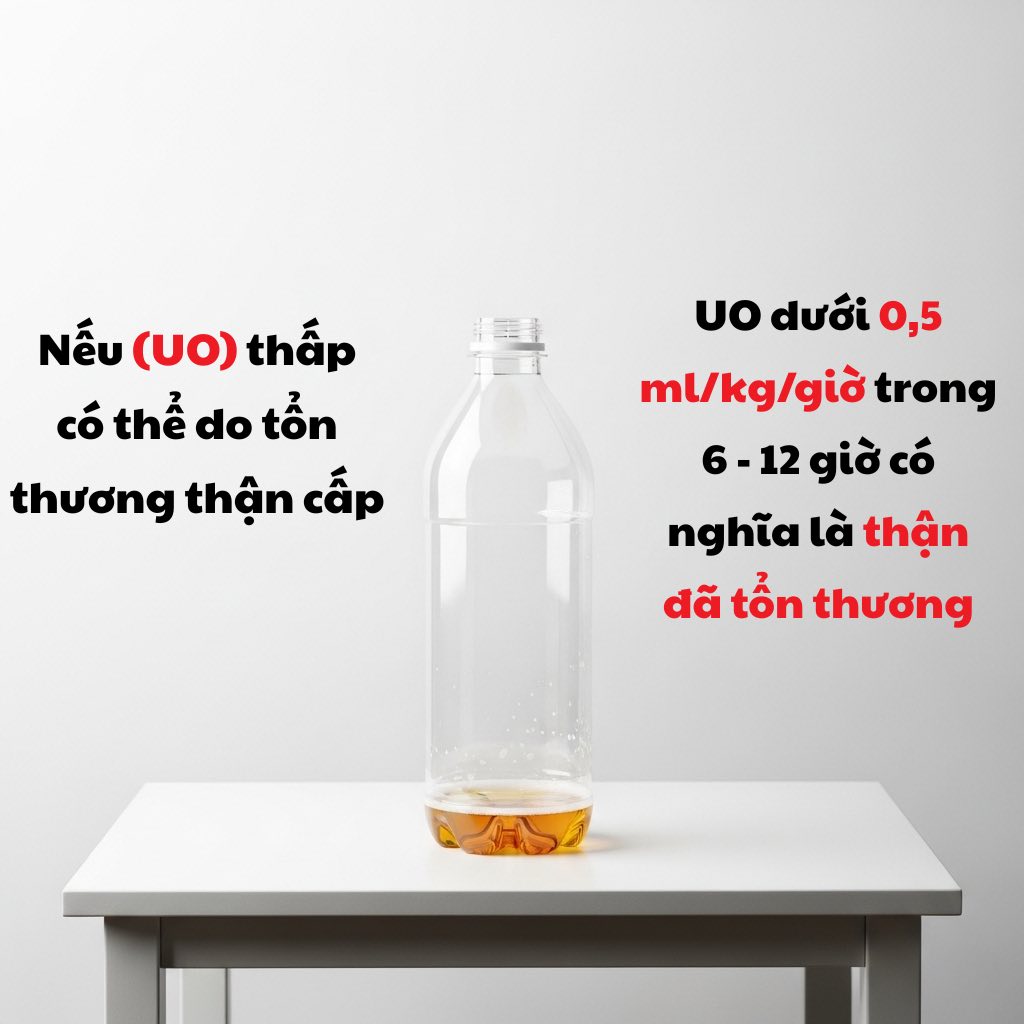 Nếu (UO) thấp
có thể do tổn
thương thận cấp
UO dưới 0,5
ml/kg/giờ trong
6 - 12 giờ có
nghĩa là thận
đã tổn thương